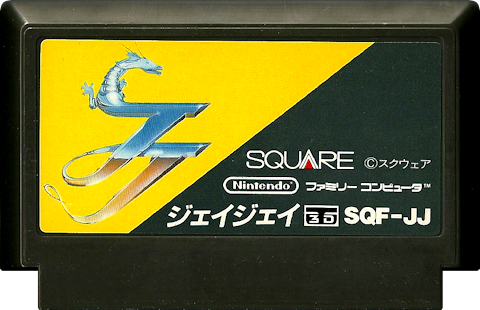 JJ
SQUARE ©スクウェア
Nintendo ファミリー コンピュータ™
ジェイジェイ 3D SQF-JJ